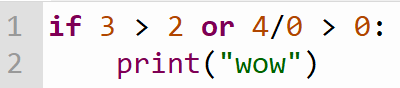 1 if 3 > 2 or 4/0 > 0:
2     print("wow")